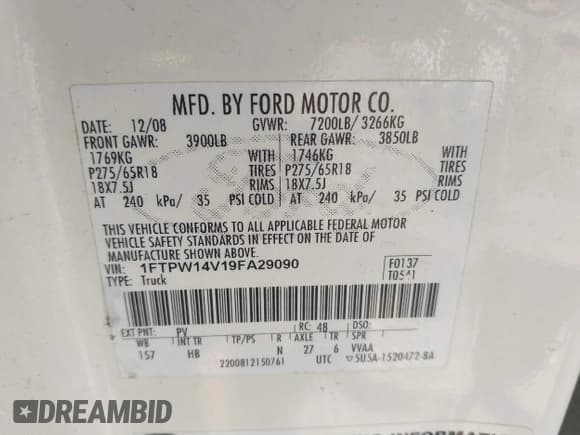 MFD. BY FORD MOTOR CO.
DATE: 12/08 GVWR: 7200LB/ 3266KG
FRONT GAWR: 3900LB REAR GAWR: 3850LB
1769KG WITH 1746KG WITH
P275/65R18 TIRES P275/65R18 TIRES
18X7.5J RIMS 18X7.5J RIMS
AT 240 kPa/ 35 PSI COLD AT 240 kPa/ 35 PSI COLD
THIS VEHICLE CONFORMS TO ALL APPLICABLE FEDERAL MOTOR
VEHICLE SAFETY STANDARDS IN EFFECT ON THE DATE OF
MANUFACTURE SHOWN ABOVE.
VIN: 1FTPW14V19FA29090 F0137
TYPE: Truck T0541
EXT PNT: PV RC: 48 DSO:
WB INT TR TP/PS R AXLE TR SPR
157 HB N 27 6 VVAA
2200812150761 UTC ▽5U5A-1520472-BA
DREAMBID
INFORMATI